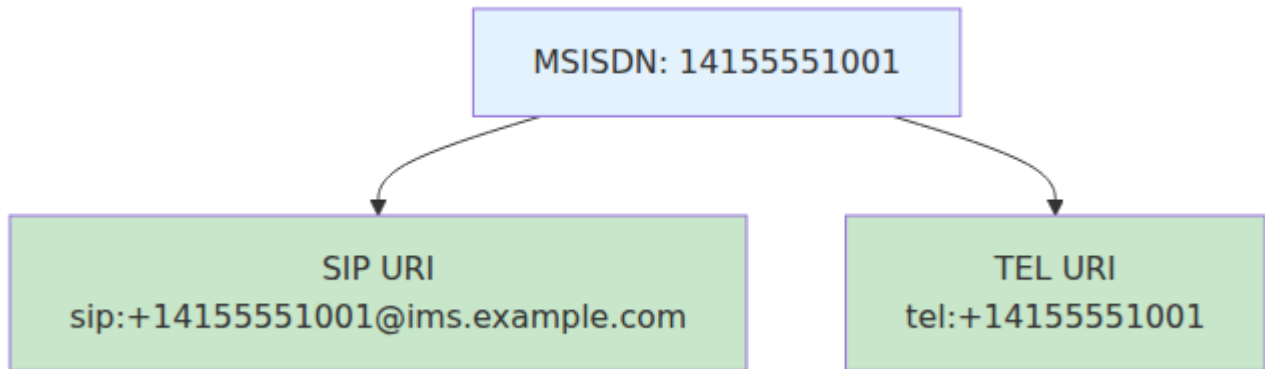 MSISDN: 14155551001
SIP URI
sip:+14155551001@ims.example.com
TEL URI
tel:+14155551001